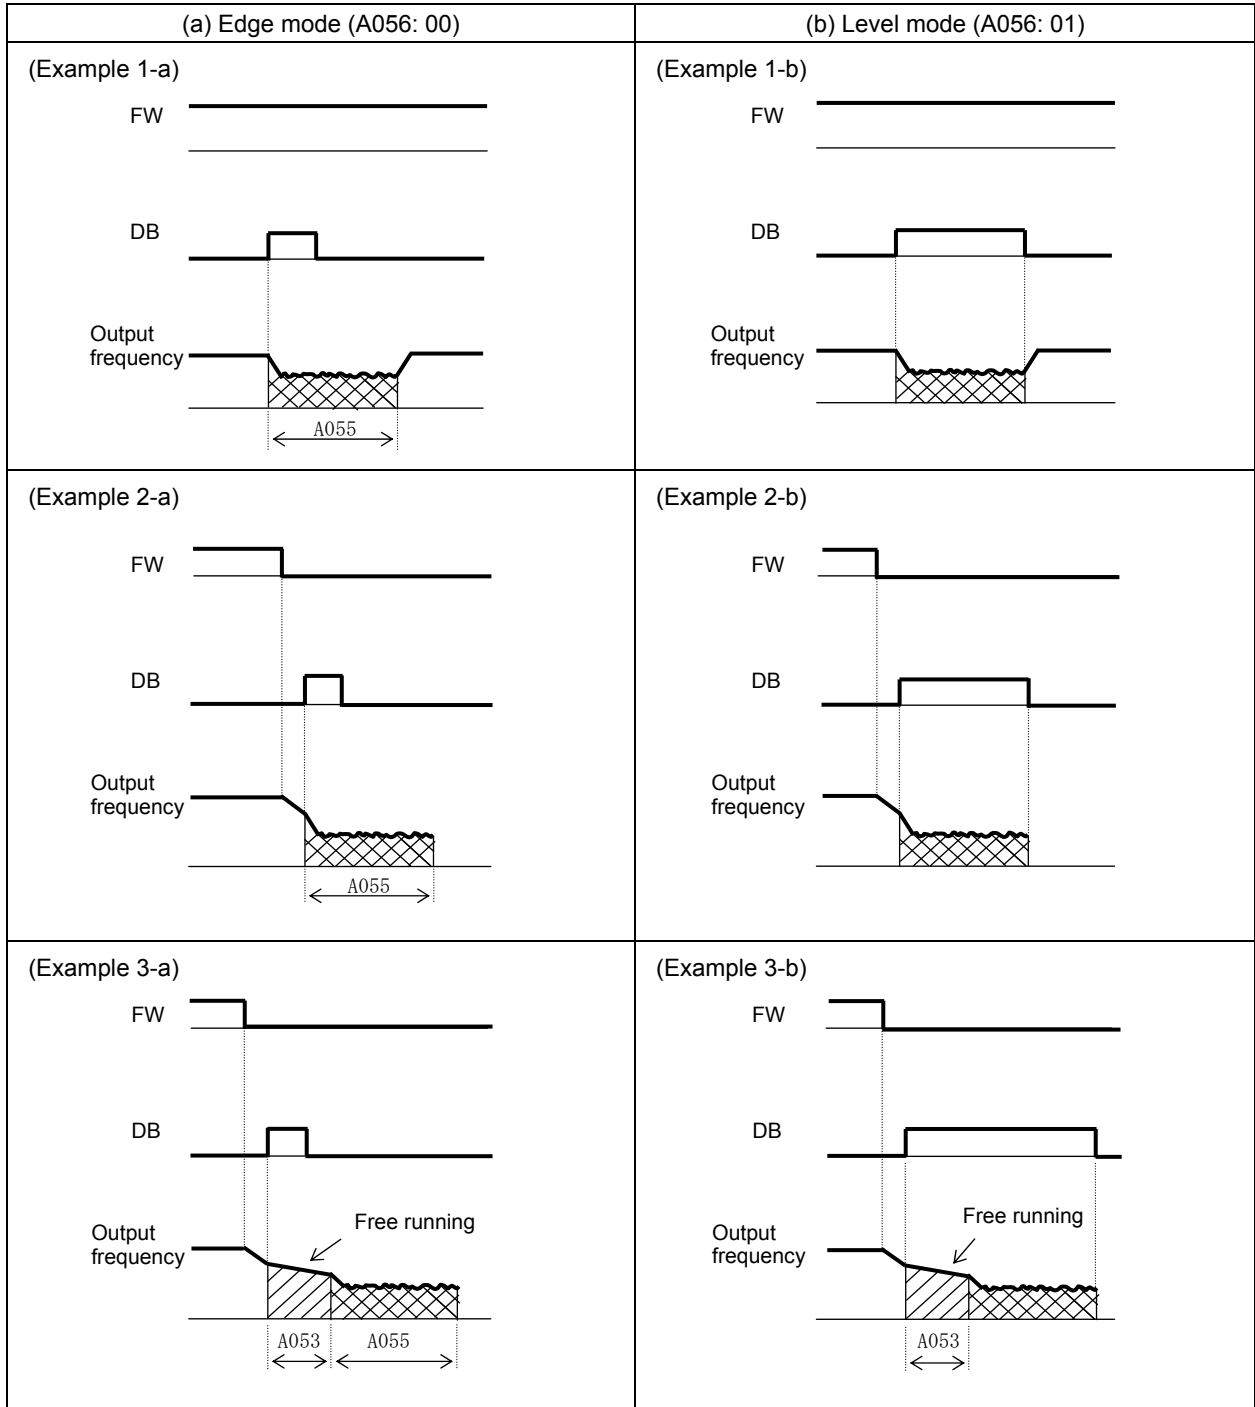 (a) Edge mode (A056: 00)
(b) Level mode (A056: 01)
(Example 1-a)
FW
DB
Output
frequency
A055
(Example 1-b)
FW
DB
Output
frequency
(Example 2-a)
FW
DB
Output
frequency
A055
(Example 2-b)
FW
DB
Output
frequency
(Example 3-a)
FW
DB
Free running
Output
frequency
A053
A055
(Example 3-b)
FW
DB
Free running
Output
frequency
A053